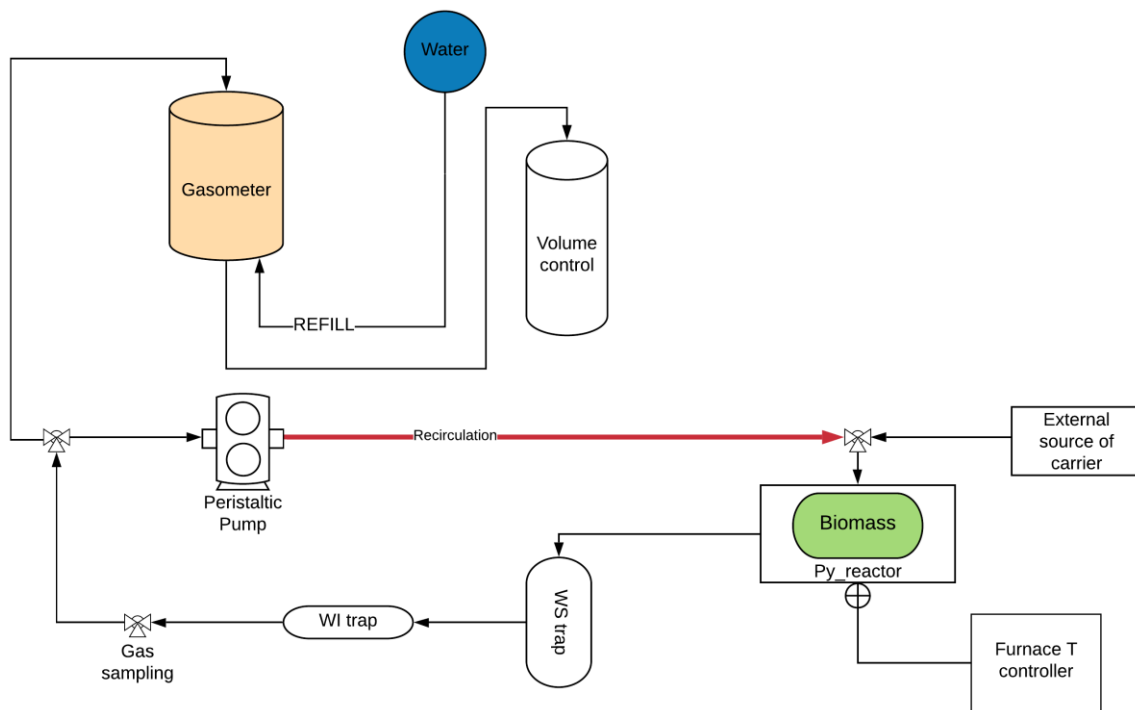 Water
Gasometer
Volume
control
REFILL
Recirculation
External
source of
carrier
Peristaltic
Pump
Biomass
Py_reactor
WS trap
WI trap
Gas
sampling
Furnace T
controller